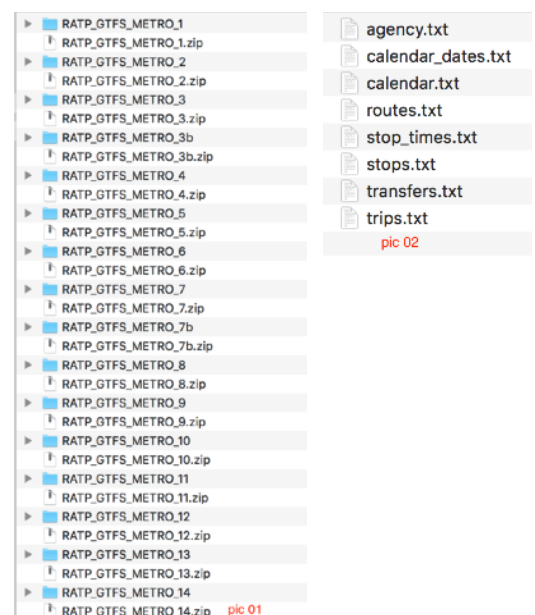 RATP_GTFS_METRO_1
RATP_GTFS_METRO_1.zip
RATP_GTFS_METRO_2
RATP_GTFS_METRO_2.zip
RATP_GTFS_METRO_3
RATP_GTFS_METRO_3.zip
RATP_GTFS_METRO_3b
RATP_GTFS_METRO_3b.zip
RATP_GTFS_METRO_4
RATP_GTFS_METRO_4.zip
RATP_GTFS_METRO_5
RATP_GTFS_METRO_5.zip
RATP_GTFS_METRO_6
RATP_GTFS_METRO_6.zip
RATP_GTFS_METRO_7
RATP_GTFS_METRO_7.zip
RATP_GTFS_METRO_7b
RATP_GTFS_METRO_7b.zip
RATP_GTFS_METRO_8
RATP_GTFS_METRO_8.zip
RATP_GTFS_METRO_9
RATP_GTFS_METRO_9.zip
RATP_GTFS_METRO_10
RATP_GTFS_METRO_10.zip
RATP_GTFS_METRO_11
RATP_GTFS_METRO_11.zip
RATP_GTFS_METRO_12
RATP_GTFS_METRO_12.zip
RATP_GTFS_METRO_13
RATP_GTFS_METRO_13.zip
RATP_GTFS_METRO_14
RATP_GTFS_METRO_14.zip
pic 01
agency.txt
calendar_dates.txt
calendar.txt
routes.txt
stop_times.txt
stops.txt
transfers.txt
trips.txt
pic 02